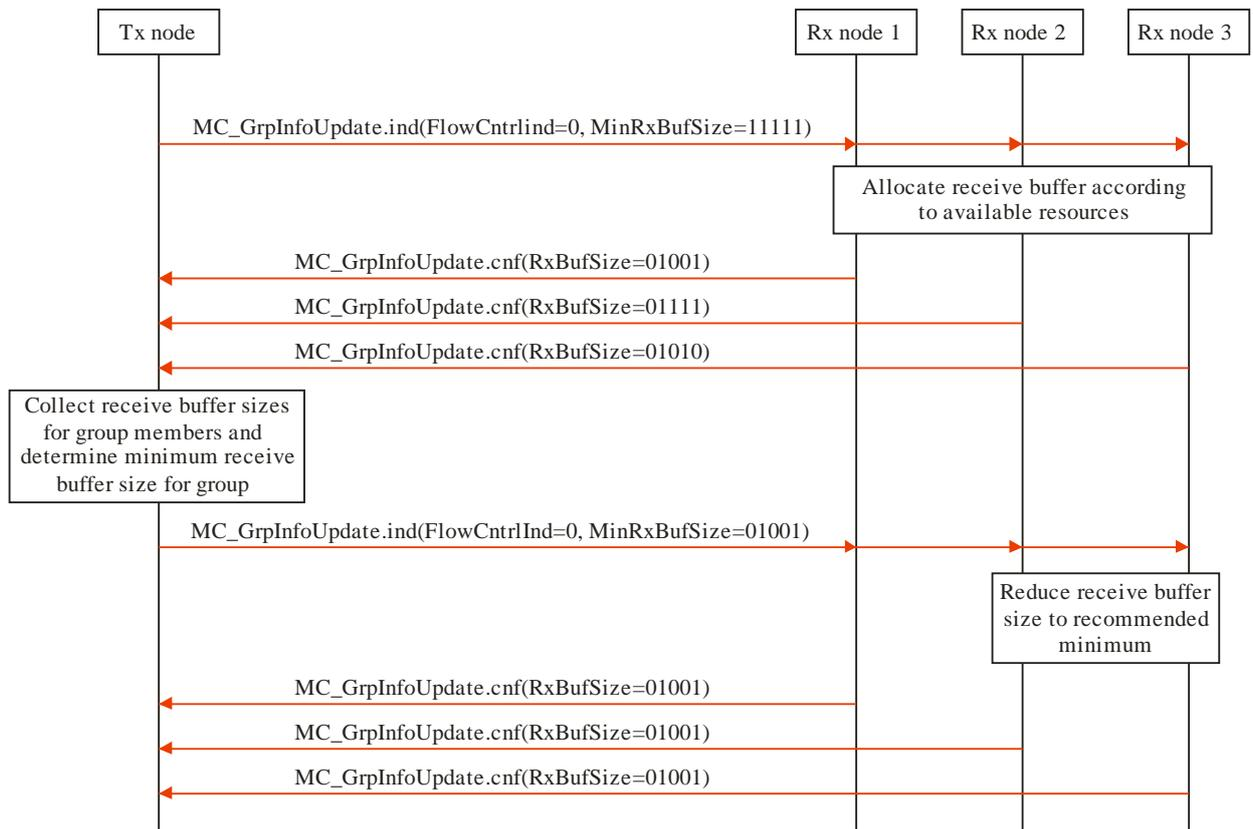 Tx node
Rx node 1
Rx node 2
Rx node 3
MC_GrpInfoUpdate.ind(FlowCntrlind=0, MinRxBufSize=11111)
Allocate receive buffer according
to available resources
MC_GrpInfoUpdate.cnf(RxBufSize=01001)
MC_GrpInfoUpdate.cnf(RxBufSize=01111)
MC_GrpInfoUpdate.cnf(RxBufSize=01010)
Collect receive buffer sizes
for group members and
determine minimum receive
buffer size for group
MC_GrpInfoUpdate.ind(FlowCntrlInd=0, MinRxBufSize=01001)
Reduce receive buffer
size to recommended
minimum
MC_GrpInfoUpdate.cnf(RxBufSize=01001)
MC_GrpInfoUpdate.cnf(RxBufSize=01001)
MC_GrpInfoUpdate.cnf(RxBufSize=01001)